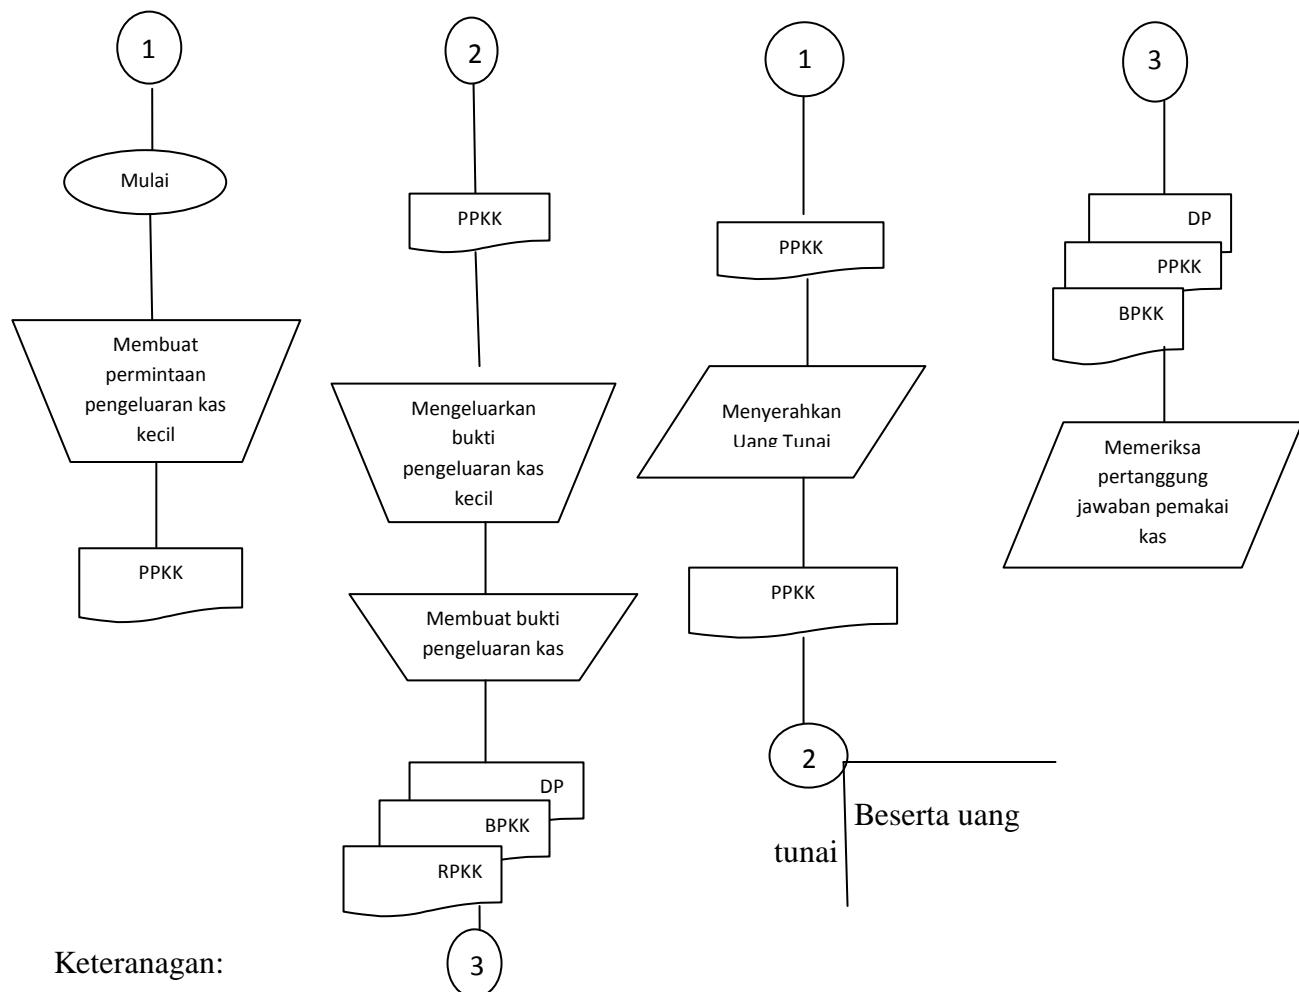 1
Mulai
Membuat
permintaan
pengeluaran kas
kecil
PPKK
2
PPKK
Mengeluarkan
bukti
pengeluaran kas
kecil
Membuat bukti
pengeluaran kas
DP
BPKK
RPKK
3
1
PPKK
Menyerahkan
Uang Tunai
PPKK
2
Beserta uang
tunai
3
DP
PPKK
BPKK
Memeriksa
pertanggung
jawaban pemakai
kas
Keteranagan: